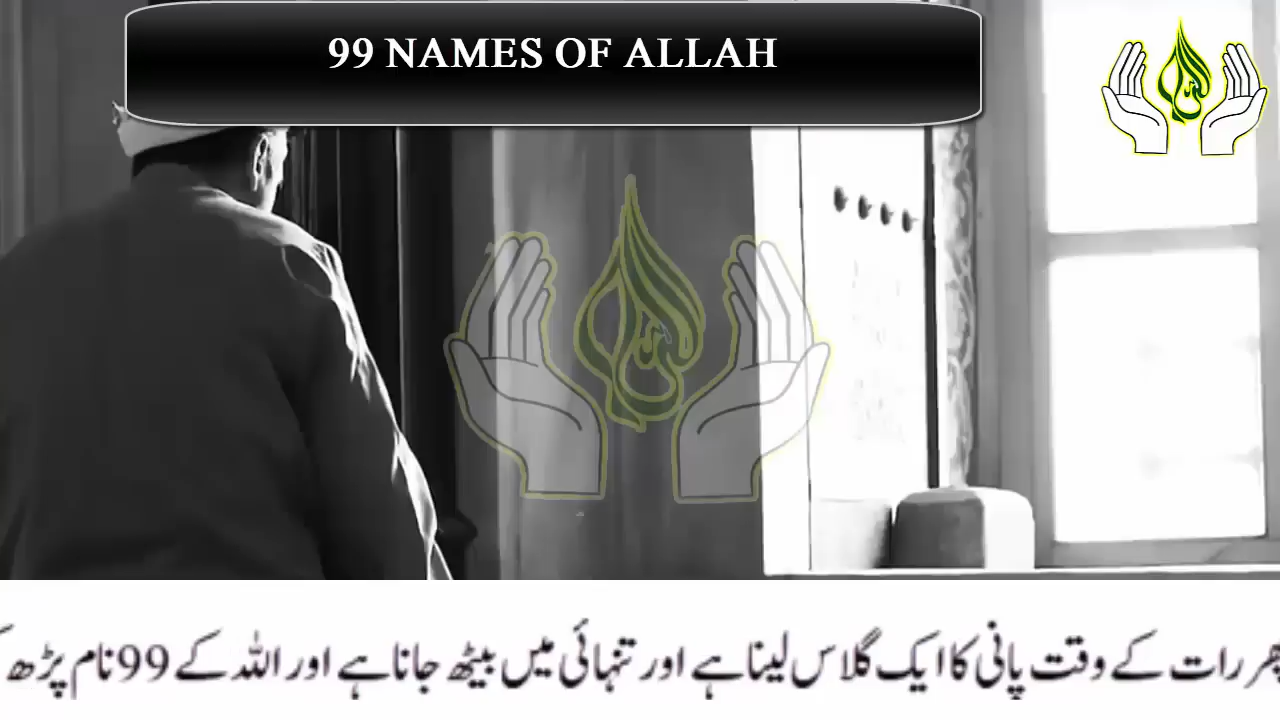 99 NAMES OF ALLAH
رات کے وقت پانی کا ایک گلاس لینا ہے اور تنہائی میں بیٹھ جانا ہے اور اللہ کے 99 نام پڑھ